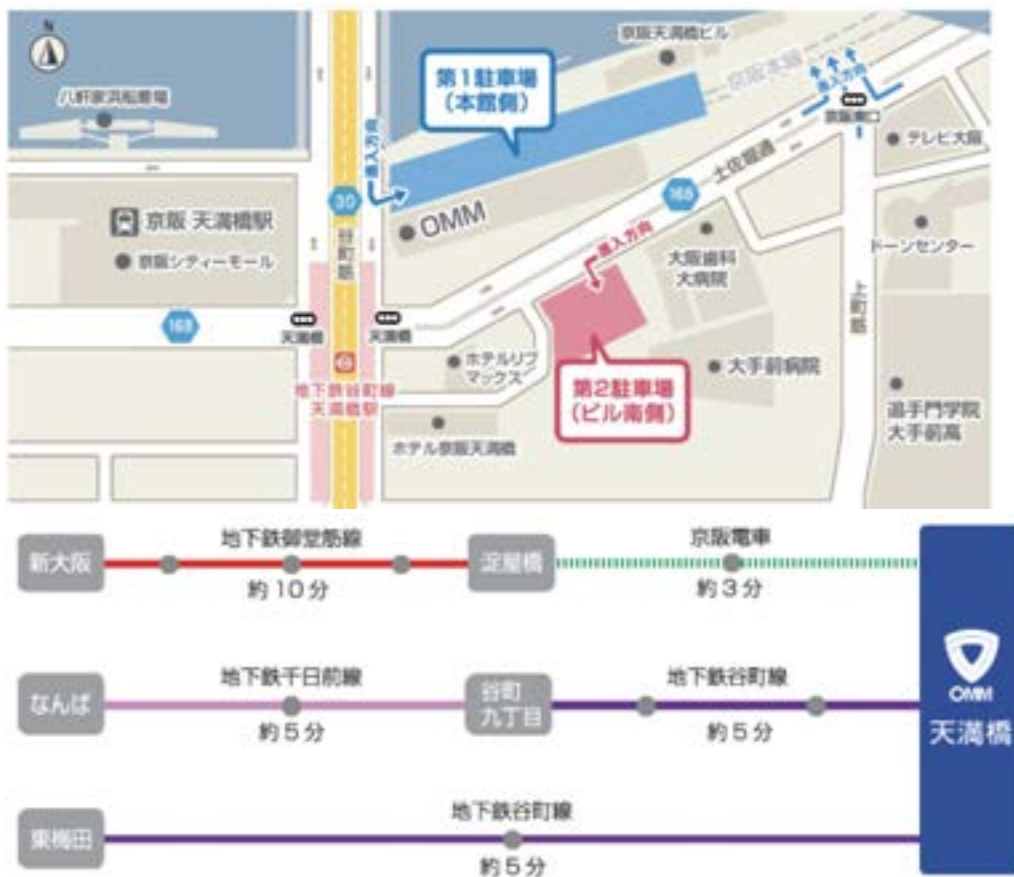 N
京阪天満橋ビル
第1駐車場
(本館側)
京阪本線
進入方向
八軒家浜船着場
京阪東口
テレビ大阪
進入方向
土佐堀通
30
168
OMM
京阪 天満橋駅
谷町筋
進入方向
大阪歯科
大病院
ドーンセンター
京阪シティーモール
上町筋
168
天満橋
天満橋
ホテルリブ
マックス
大手前病院
第2駐車場
(ビル南側)
地下鉄谷町線
天満橋駅
追手門学院
大手前高
ホテル京阪天満橋
新大阪
地下鉄御堂筋線
約10分
淀屋橋
京阪電車
約3分
なんば
地下鉄千日前線
約5分
谷町
九丁目
地下鉄谷町線
約5分
OMM
天満橋
東梅田
地下鉄谷町線
約5分